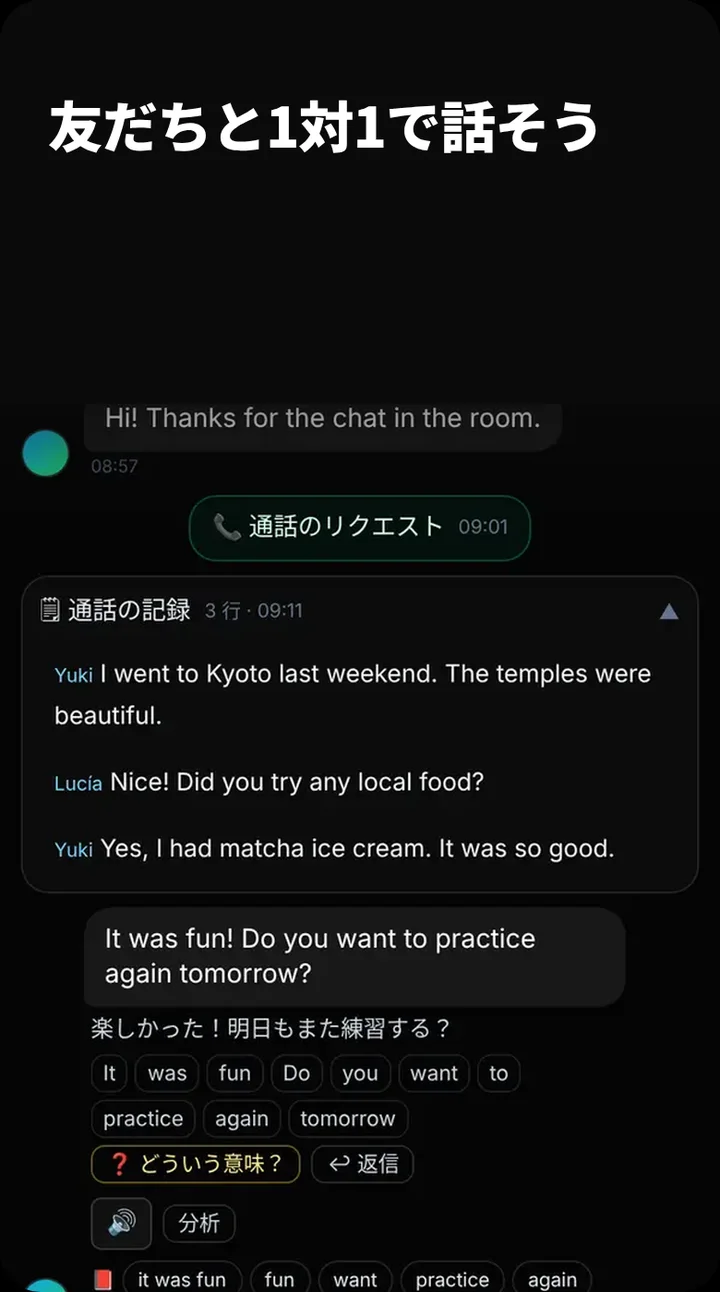 友だちと1対1で話そう
Hi! Thanks for the chat in the room.
08:57
通話のリクエスト 09:01
通話の記録 3 行 · 09:11
Yuki I went to Kyoto last weekend. The temples were
beautiful.
Lucía Nice! Did you try any local food?
Yuki Yes, I had matcha ice cream. It was so good.
It was fun! Do you want to practice
again tomorrow?
楽しかった！明日もまた練習する？
It was fun Do you want to
practice again tomorrow
❓ どういう意味？ ↩ 返信
分析
it was fun fun want practice again